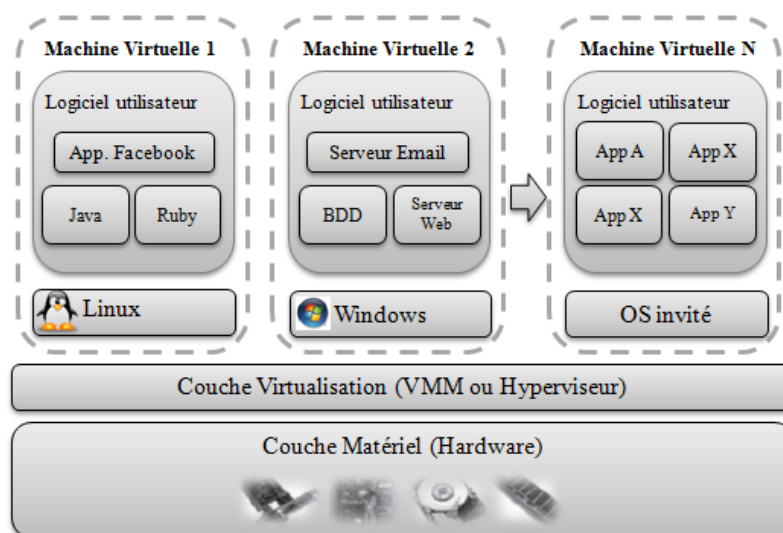 Machine Virtuelle 1
Logiciel utilisateur
App. Facebook
Java
Ruby
Linux
Machine Virtuelle 2
Logiciel utilisateur
Serveur Email
BDD
Serveur
Web
Windows
Machine Virtuelle N
Logiciel utilisateur
App A
App X
App X
App Y
OS invité
Couche Virtualisation (VMM ou Hyperviseur)
Couche Matériel (Hardware)